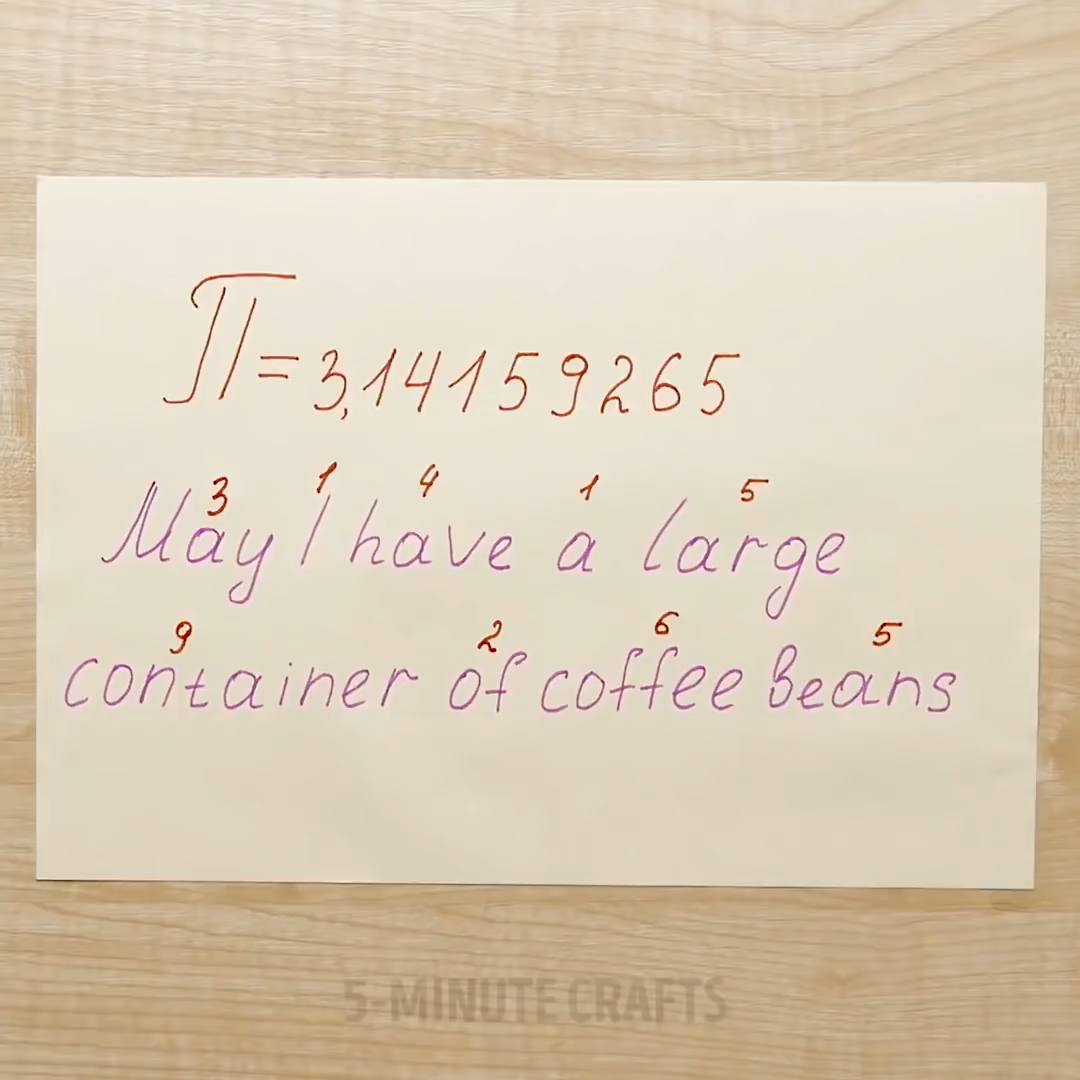 П=3,14159265
3 1 4 1 5
May I have a large
9 2 6 5
container of coffee beans
5-MINUTE CRAFTS